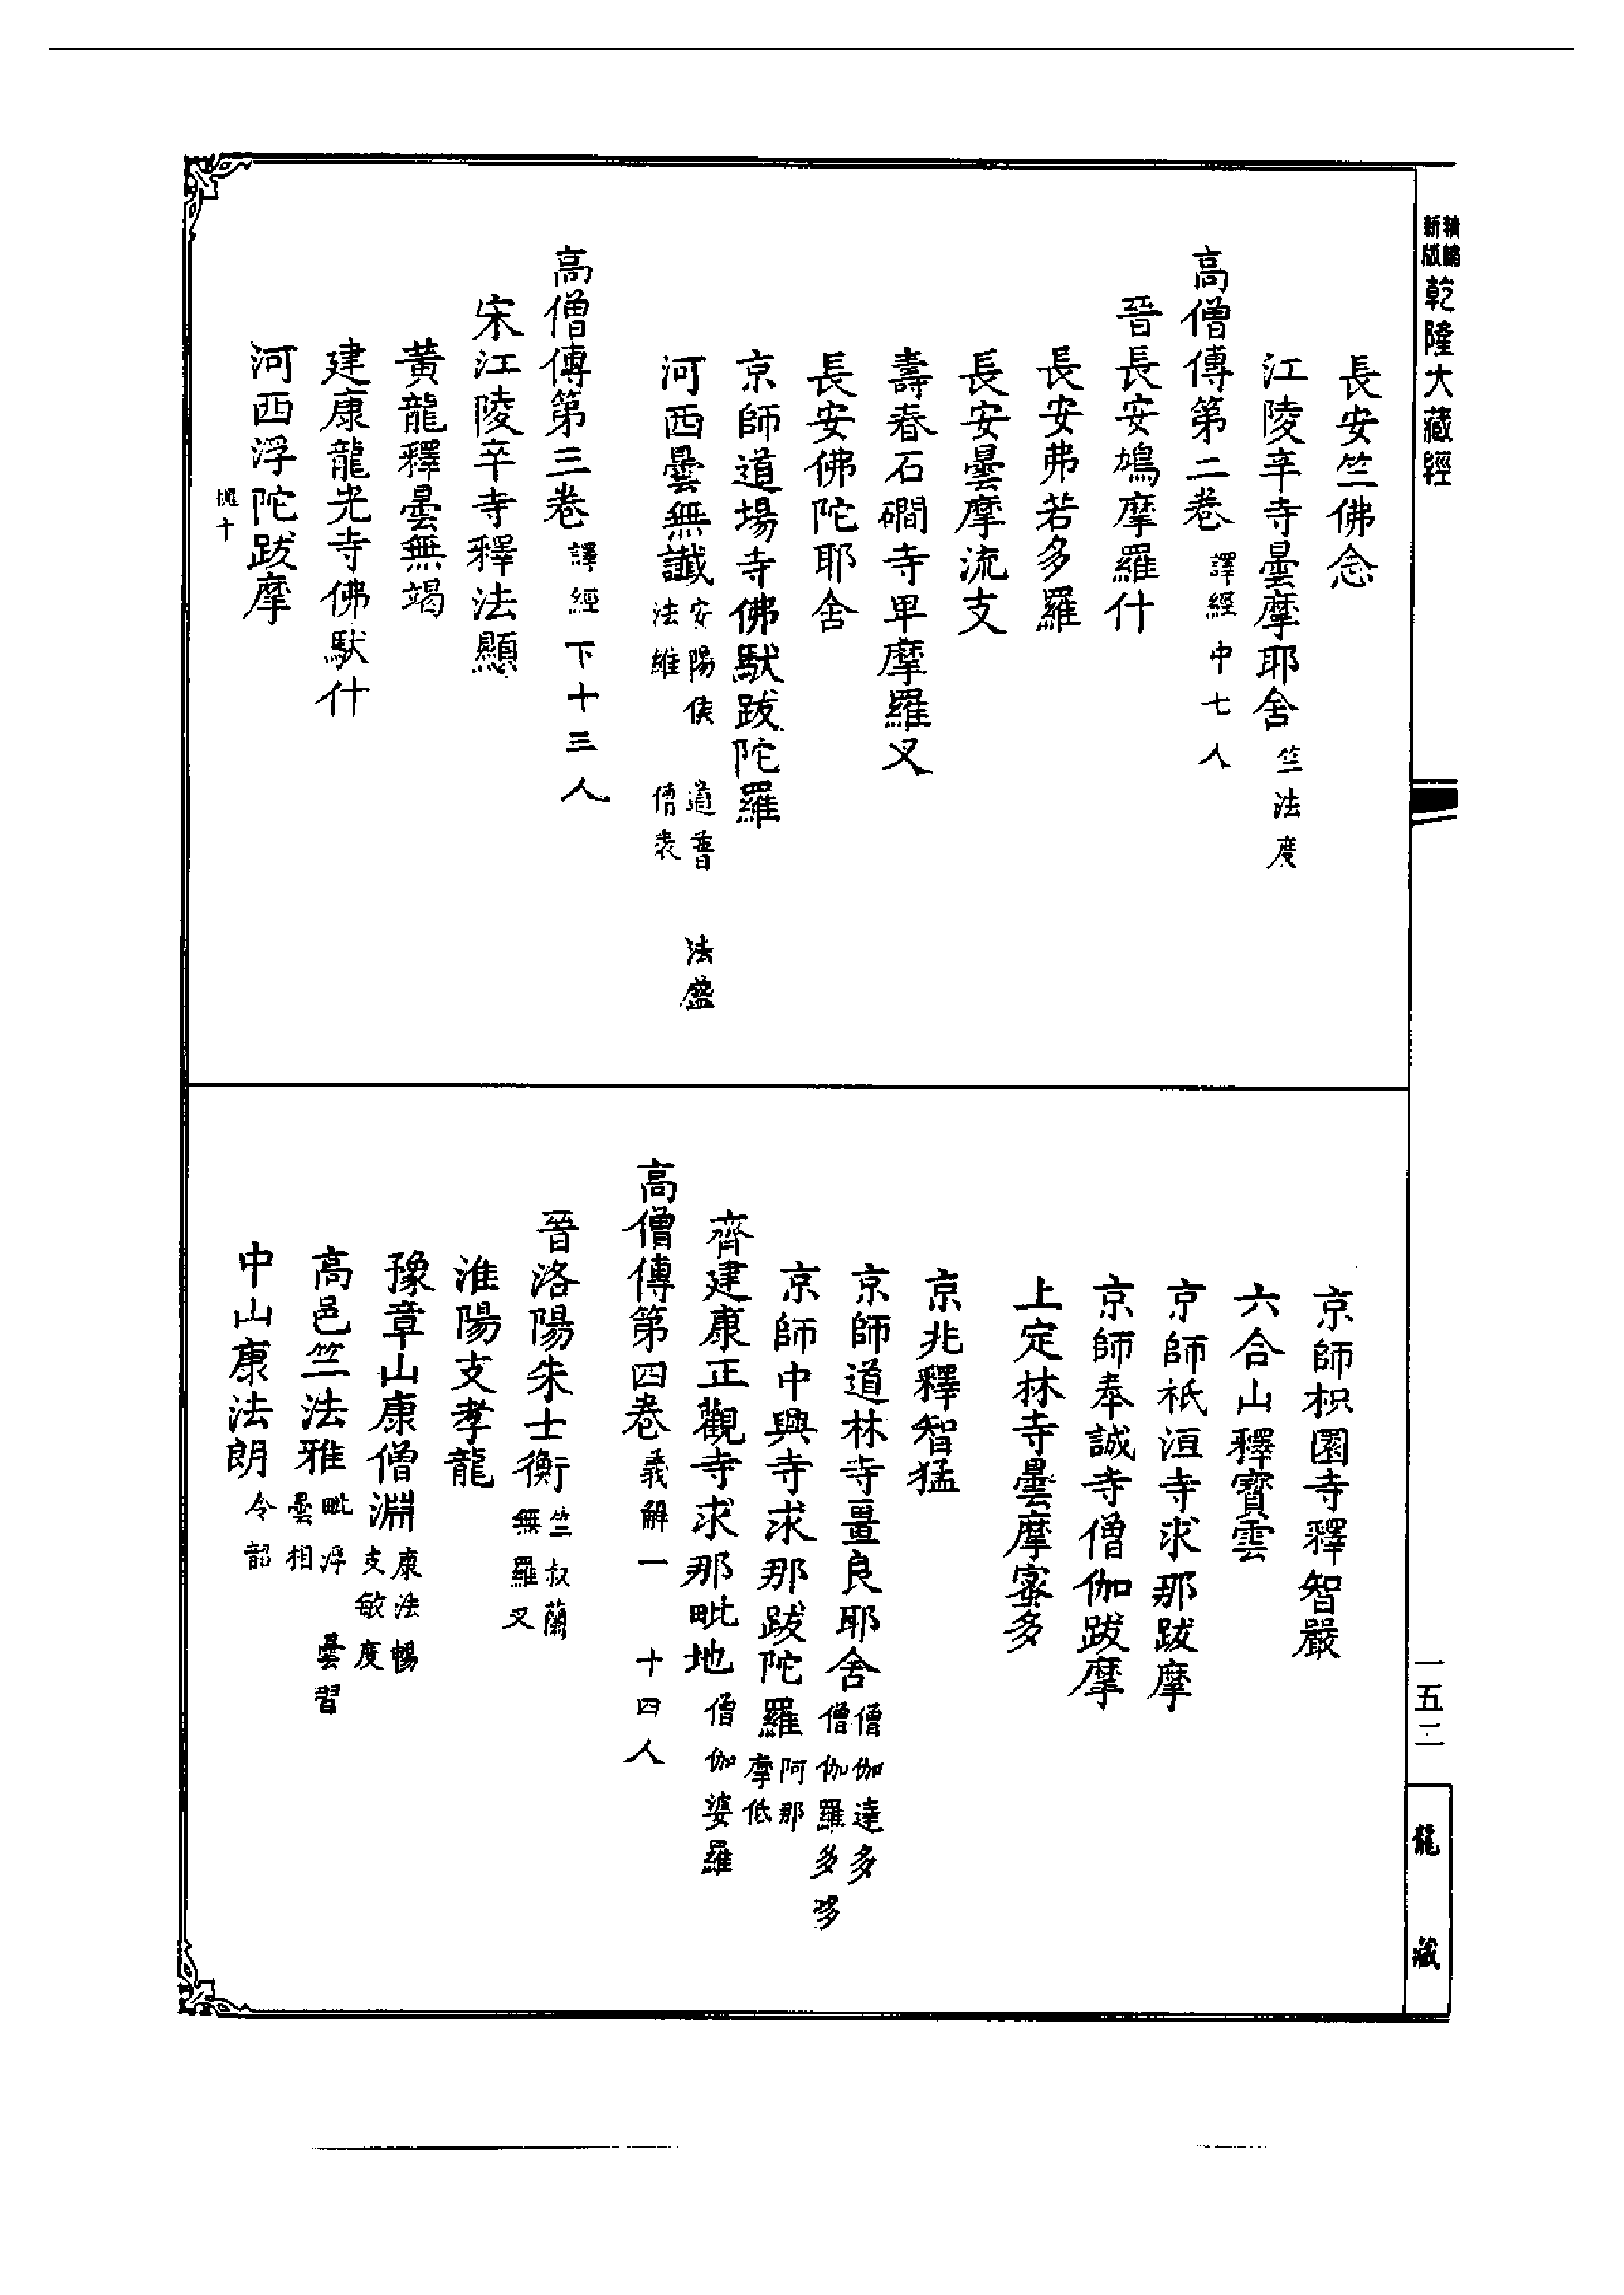 精編
新版
乾隆大藏經
長安竺佛念
江陵辛寺曇摩耶舍 竺法度
高僧傳第二卷 譯經中七人
晉長安鳩摩羅什
長安弗若多羅
長安曇摩流支
壽春石磵寺卑摩羅叉
長安佛陀耶舍
京師道場寺佛馱跋陀羅
河西曇無讖 安陽侯 道普 法盛
法維 僧表
高僧傳第三卷 譯經下十三人
宋江陵辛寺釋法顯
黃龍釋曇無竭
建康龍光寺佛馱什
河西浮陀跋摩
十
京師枳園寺釋智嚴
六合山釋寶雲
京師祇洹寺求那跋摩
京師奉誠寺僧伽跋摩
上定林寺曇摩蜜多
京兆釋智猛
京師道林寺畺良耶舍 僧伽達多
僧伽羅多哆
京師中興寺求那跋陀羅 阿那
摩低
齊建康正觀寺求那毗地 僧伽婆羅
高僧傳第四卷 義解一 十四人
晉洛陽朱士衡 竺叔蘭
無羅叉
淮陽支孝龍
豫章山康僧淵 康法暢
支敏度
高邑竺法雅 毗浮 曇習
曇相
中山康法朗 令韶
一五二
龍藏